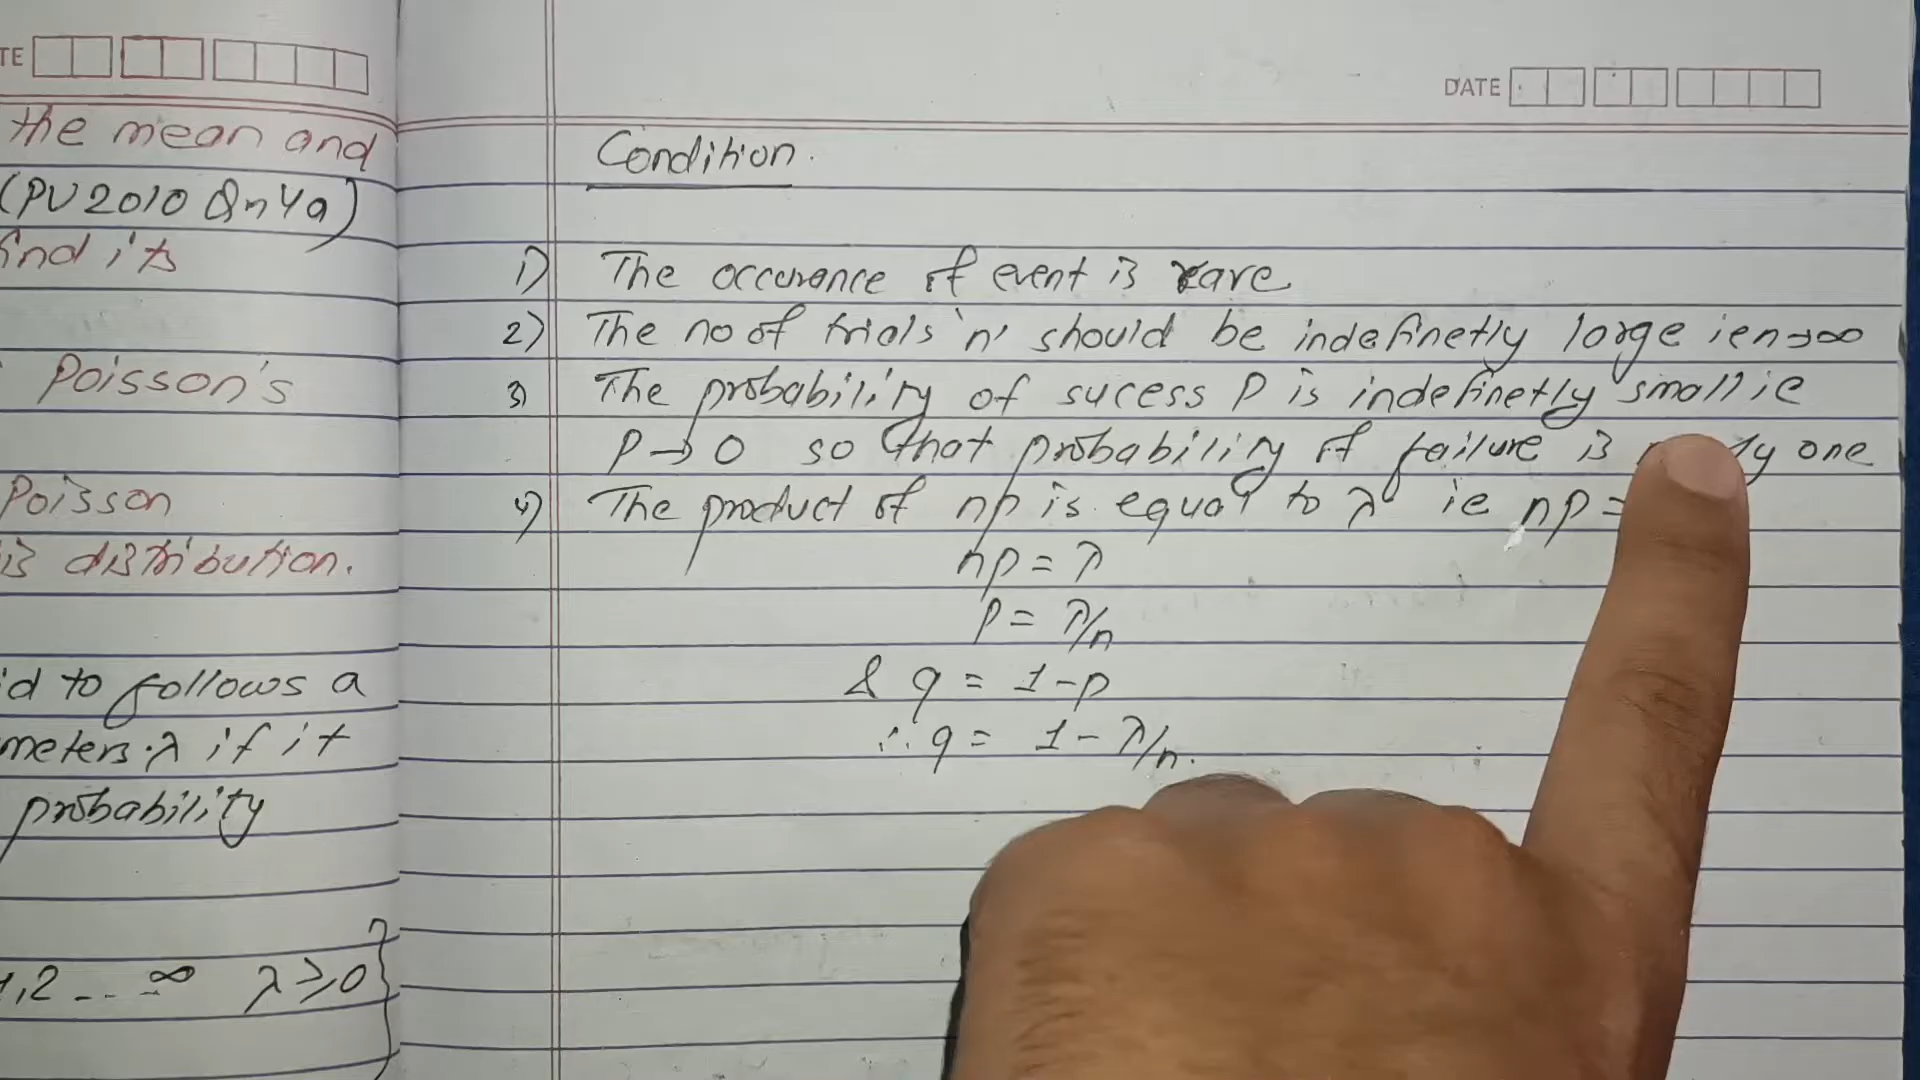 TE
the mean and
(PU 2010 Qn 4a)
find its
Poisson's
Poisson
is distribution.
'd to follows a
meters λ if it
probability
1,2 ... ∞ λ ≥ 0
DATE
Condition.
1) The occurance of event is rare
2) The no of trials 'n' should be indefinetly large ie n→∞
3) The probability of sucess P is indefinetly small ie
P→0 so that probability of failure is one
4) The product of np is equal to λ ie np =
np = λ
P = λ/n
& q = 1-p
∴ q = 1 - λ/n.